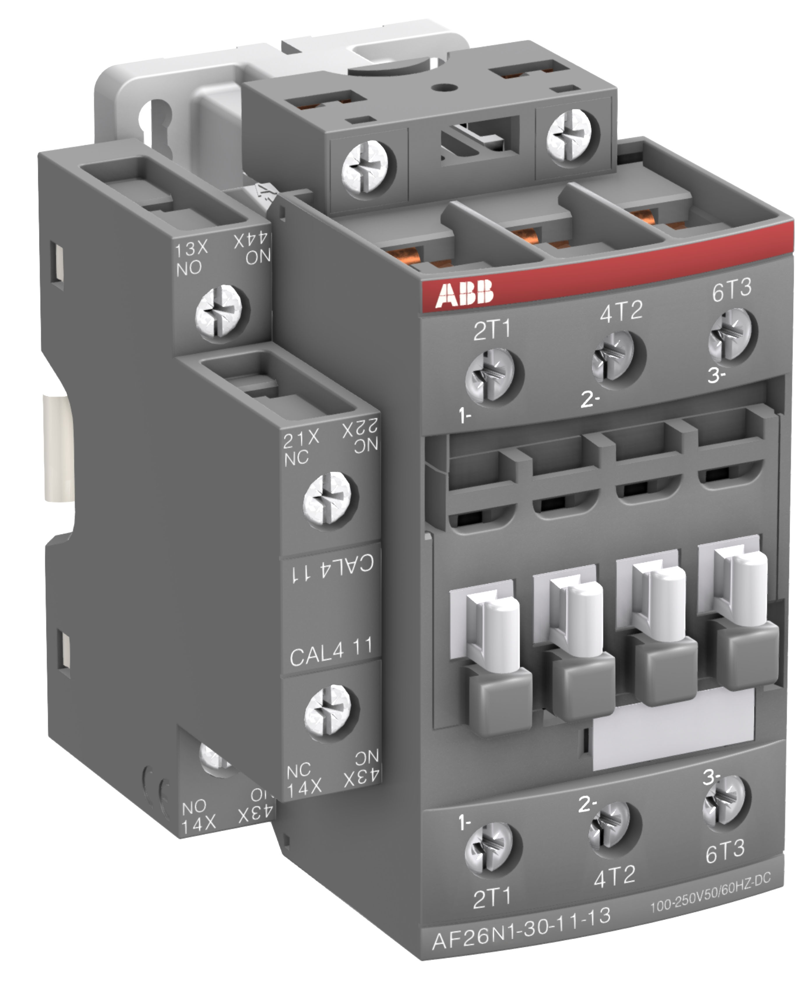 13X
NO
44X
NO
ABB
2T1
4T2
6T3
1-
2-
3-
21X
NC
22X
NC
CAL4 11
CAL4 11
NC
14X
NC
43X
NO
14X
43X
CE
1-
2-
3-
2T1
4T2
6T3
AF26N1-30-11-13
100-250V50/60HZ-DC